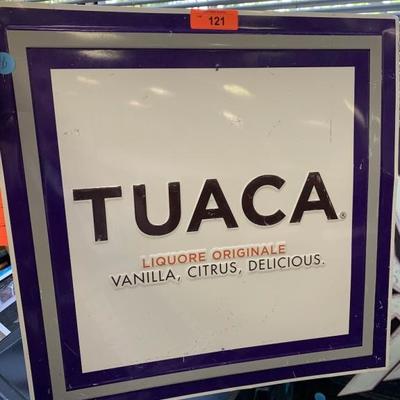 121
TUACA®
LIQUORE ORIGINALE
VANILLA, CITRUS, DELICIOUS.